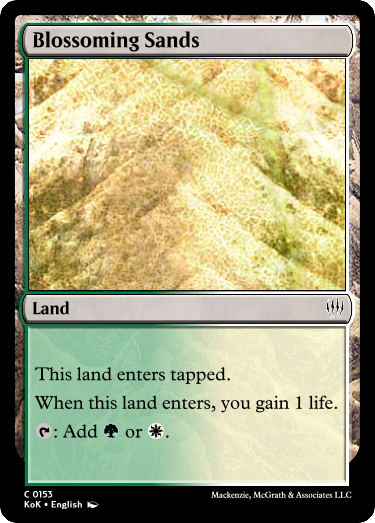 Blossoming Sands
Land
This land enters tapped.
When this land enters, you gain 1 life.
: Add or .
C 0153
KoK • English
Mackenzie, McGrath & Associates LLC